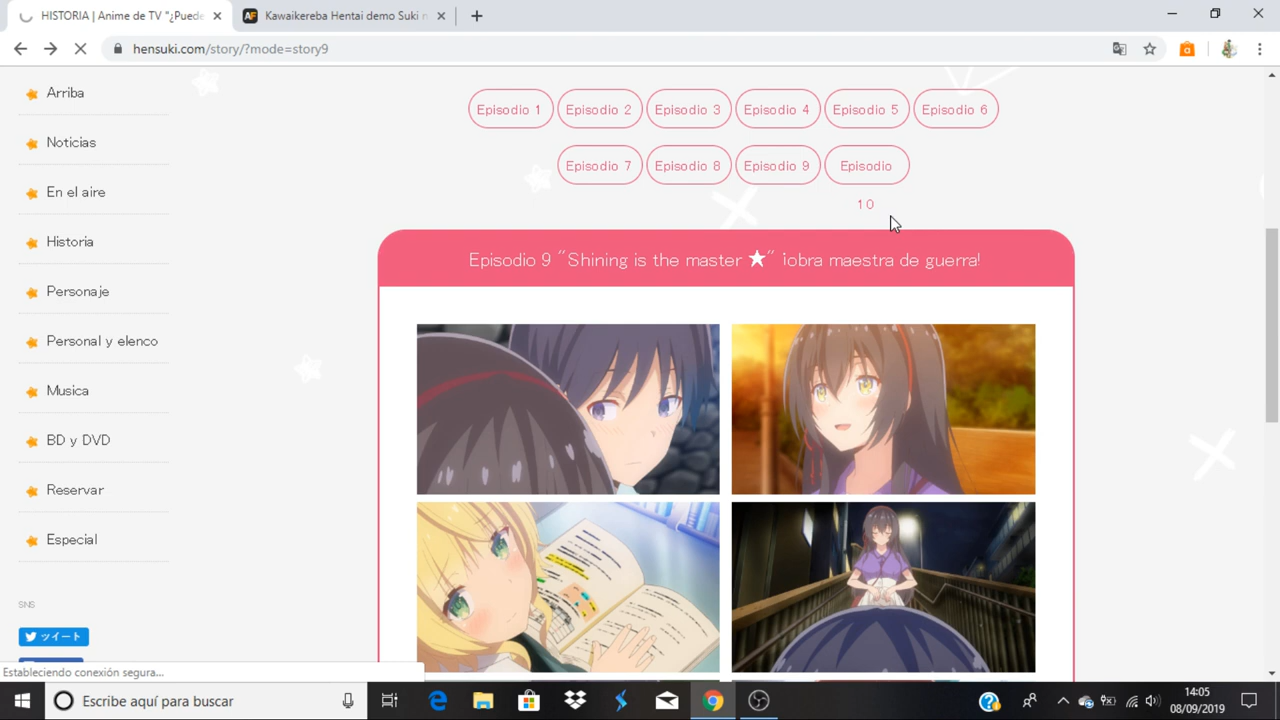 HISTORIA | Anime de TV "¿Puede
Kawaikereba Hentai demo Suki n
hensuki.com/story/?mode=story9
Arriba
Noticias
En el aire
Historia
Personaje
Personal y elenco
Musica
BD y DVD
Reservar
Especial
SNS
ツイート
Episodio 1
Episodio 2
Episodio 3
Episodio 4
Episodio 5
Episodio 6
Episodio 7
Episodio 8
Episodio 9
Episodio
10
Episodio 9 "Shining is the master ★" ¡obra maestra de guerra!
Estableciendo conexión segura...
Escribe aquí para buscar
14:05
08/09/2019